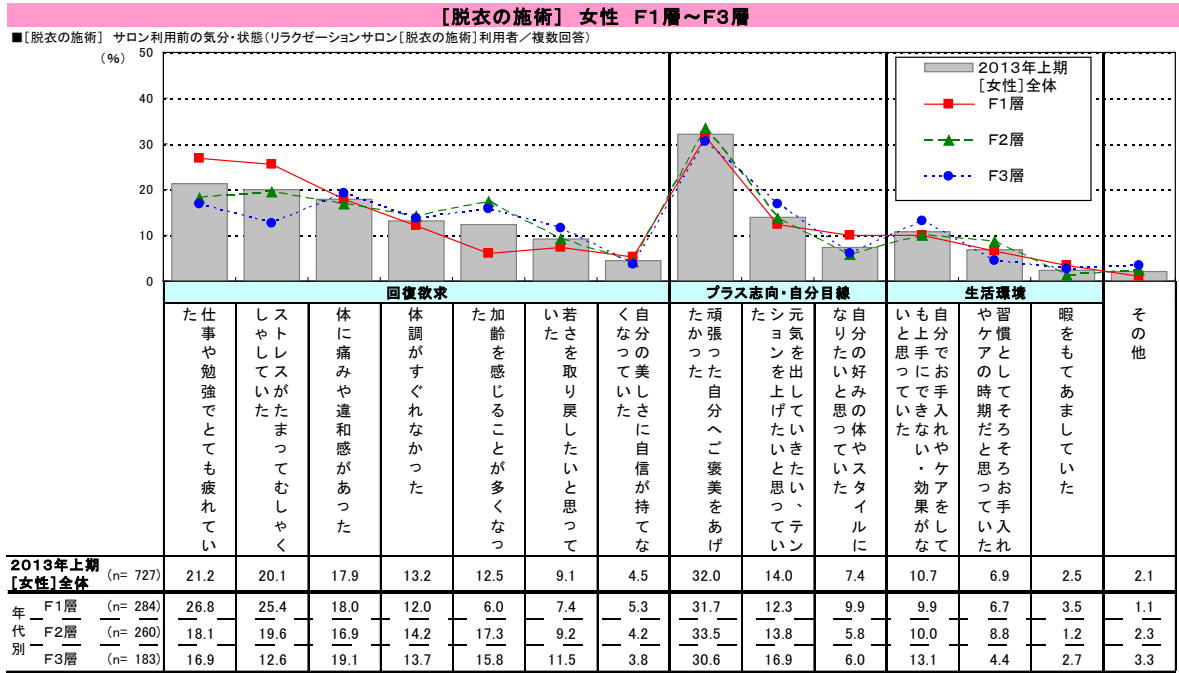 [脱衣の施術] 女性 F1層～F3層
■[脱衣の施術] サロン利用前の気分・状態(リラクゼーションサロン[脱衣の施術]利用者／複数回答)
(%)
50
40
30
20
10
0
2013年上期
[女性]全体
F1層
F2層
F3層
回復欲求
プラス志向・自分目線
生活環境
仕事や勉強でとても疲れてい
た
ストレスがたまってむしゃく
しゃしていた
体に痛みや違和感があった
体調がすぐれなかった
加齢を感じることが多くなっ
た
若さを取り戻したいと思って
いた
自分の美しさに自信が持てな
くなっていた
頑張った自分へご褒美をあげ
たかった
元気を出していきたい、テン
ションを上げたいと思ってい
た
自分の好みの体やスタイルに
なりたいと思っていた
自分でお手入れやケアをして
も上手にできない・効果がな
いと思っていた
習慣としてそろそろお手入れ
やケアの時期だと思っていた
暇をもてあましていた
その他
2013年上期
[女性]全体 (n= 727) 21.2 20.1 17.9 13.2 12.5 9.1 4.5 32.0 14.0 7.4 10.7 6.9 2.5 2.1
年代別
F1層 (n= 284) 26.8 25.4 18.0 12.0 6.0 7.4 5.3 31.7 12.3 9.9 9.9 6.7 3.5 1.1
F2層 (n= 260) 18.1 19.6 16.9 14.2 17.3 9.2 4.2 33.5 13.8 5.8 10.0 8.8 1.2 2.3
F3層 (n= 183) 16.9 12.6 19.1 13.7 15.8 11.5 3.8 30.6 16.9 6.0 13.1 4.4 2.7 3.3